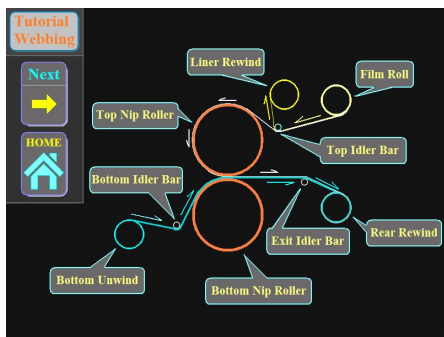 Tutorial
Webbing
Next
HOME
Liner Rewind
Film Roll
Top Nip Roller
Top Idler Bar
Bottom Idler Bar
Exit Idler Bar
Rear Rewind
Bottom Unwind
Bottom Nip Roller